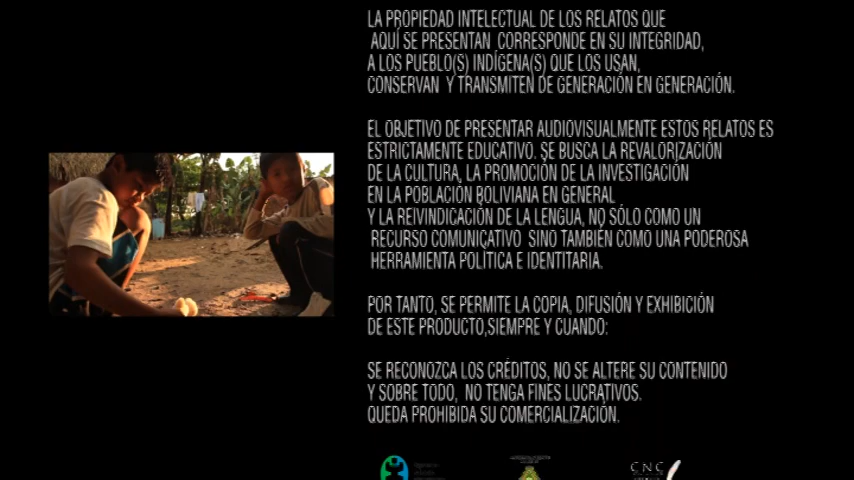 LA PROPIEDAD INTELECTUAL DE LOS RELATOS QUE
AQUÍ SE PRESENTAN CORRESPONDE EN SU INTEGRIDAD,
A LOS PUEBLO(S) INDÍGENA(S) QUE LOS USAN,
CONSERVAN Y TRANSMITEN DE GENERACIÓN EN GENERACIÓN.
EL OBJETIVO DE PRESENTAR AUDIOVISUALMENTE ESTOS RELATOS ES
ESTRICTAMENTE EDUCATIVO. SE BUSCA LA REVALORIZACIÓN
DE LA CULTURA, LA PROMOCIÓN DE LA INVESTIGACIÓN
EN LA POBLACIÓN BOLIVIANA EN GENERAL
Y LA REIVINDICACIÓN DE LA LENGUA, NO SÓLO COMO UN
RECURSO COMUNICATIVO SINO TAMBIÉN COMO UNA PODEROSA
HERRAMIENTA POLÍTICA E IDENTITARIA.
POR TANTO, SE PERMITE LA COPIA, DIFUSIÓN Y EXHIBICIÓN
DE ESTE PRODUCTO,SIEMPRE Y CUANDO:
SE RECONOZCA LOS CRÉDITOS, NO SE ALTERE SU CONTENIDO
Y SOBRE TODO, NO TENGA FINES LUCRATIVOS.
QUEDA PROHIBIDA SU COMERCIALIZACIÓN.
CNC